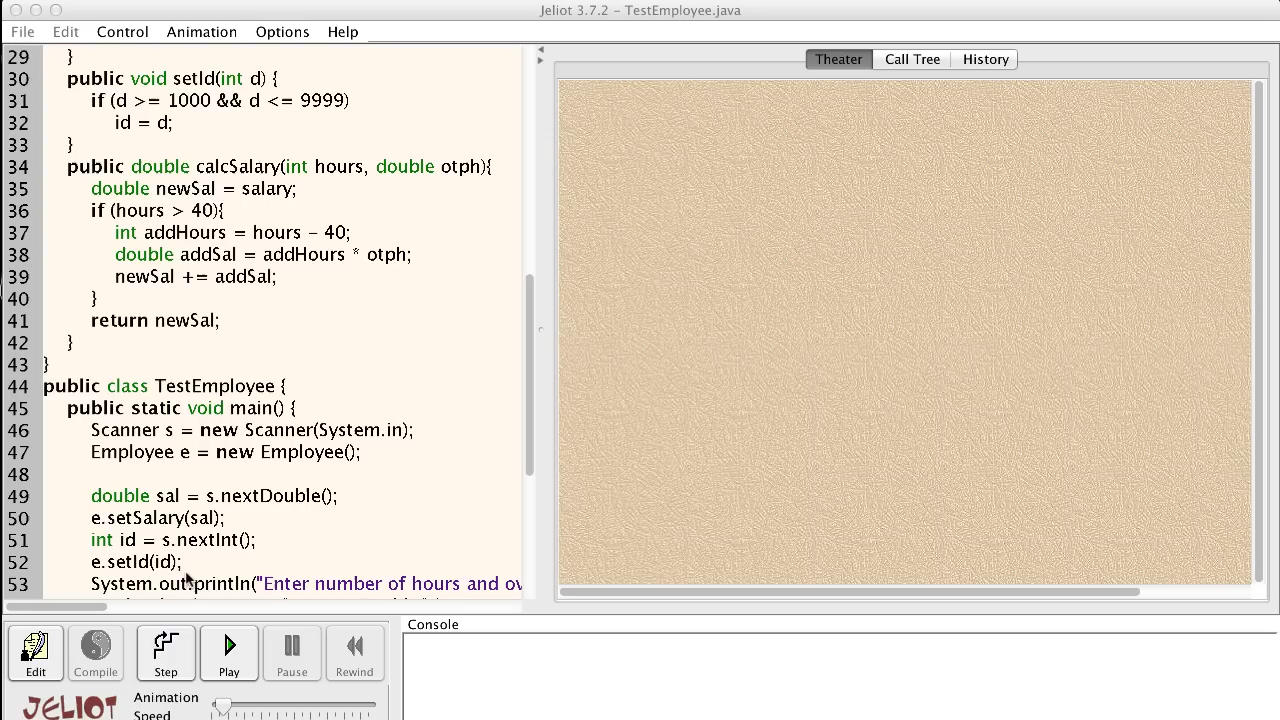 Jeliot 3.7.2 – TestEmployee.java
File Edit Control Animation Options Help
Theater Call Tree History
29 }
30 public void setId(int d) {
31 if (d >= 1000 && d <= 9999)
32 id = d;
33 }
34 public double calcSalary(int hours, double otph){
35 double newSal = salary;
36 if (hours > 40){
37 int addHours = hours - 40;
38 double addSal = addHours * otph;
39 newSal += addSal;
40 }
41 return newSal;
42 }
43 }
44 public class TestEmployee {
45 public static void main() {
46 Scanner s = new Scanner(System.in);
47 Employee e = new Employee();
48
49 double sal = s.nextDouble();
50 e.setSalary(sal);
51 int id = s.nextInt();
52 e.setId(id);
53 System.out.println("Enter number of hours and ov
Console
Edit Compile Step Play Pause Rewind
JELIOT
Animation
Speed